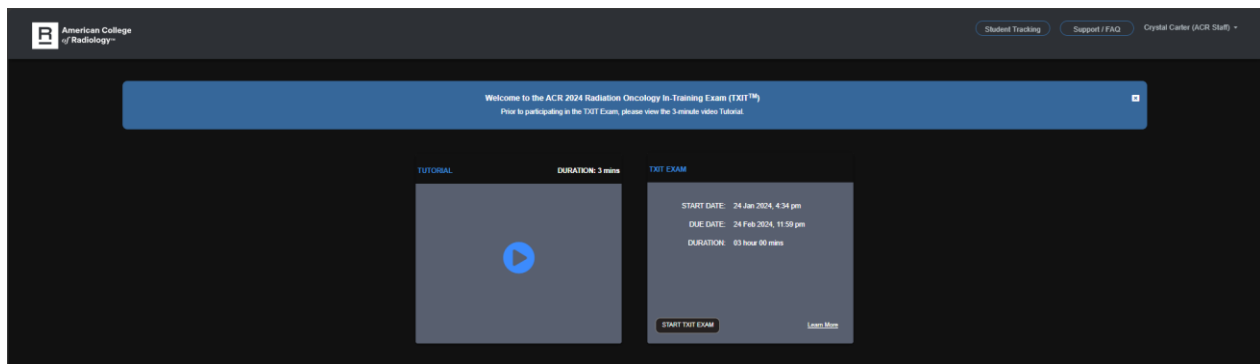 American College
of Radiology™
Student Tracking
Support / FAQ
Crystal Carter (ACR Staff)
Welcome to the ACR 2024 Radiation Oncology In-Training Exam (TXIT™)
Prior to participating in the TXIT Exam, please view the 3-minute video Tutorial.
TUTORIAL
DURATION: 3 mins
TXIT EXAM
START DATE: 24 Jan 2024, 4:34 pm
DUE DATE: 24 Feb 2024, 11:59 pm
DURATION: 03 hour 00 mins
START TXIT EXAM
Learn More